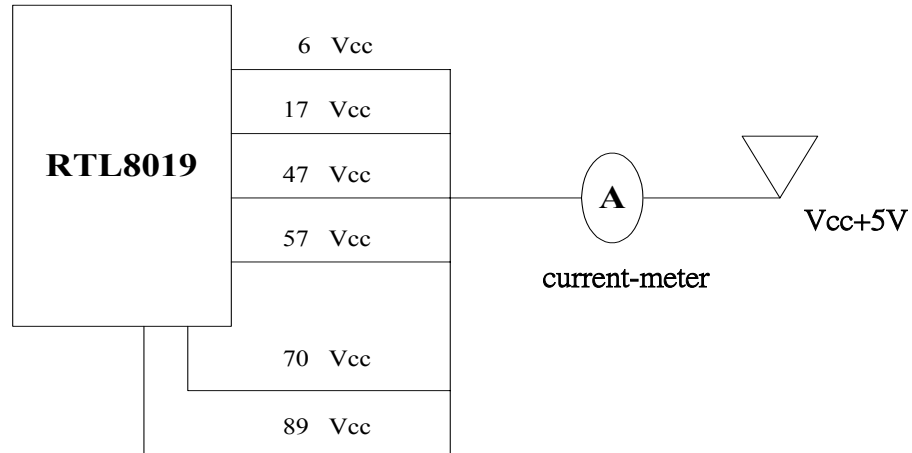 6 Vcc
17 Vcc
RTL8019
47 Vcc
A
57 Vcc
Vcc+5V
current-meter
70 Vcc
89 Vcc